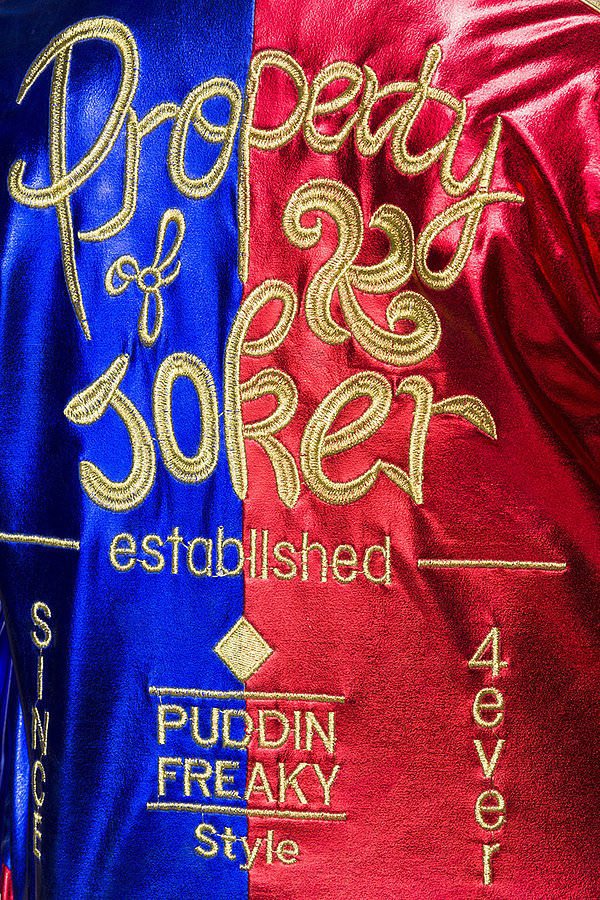 Property
of
Joker
established
SINCE
4ever
PUDDIN
FREAKY
Style